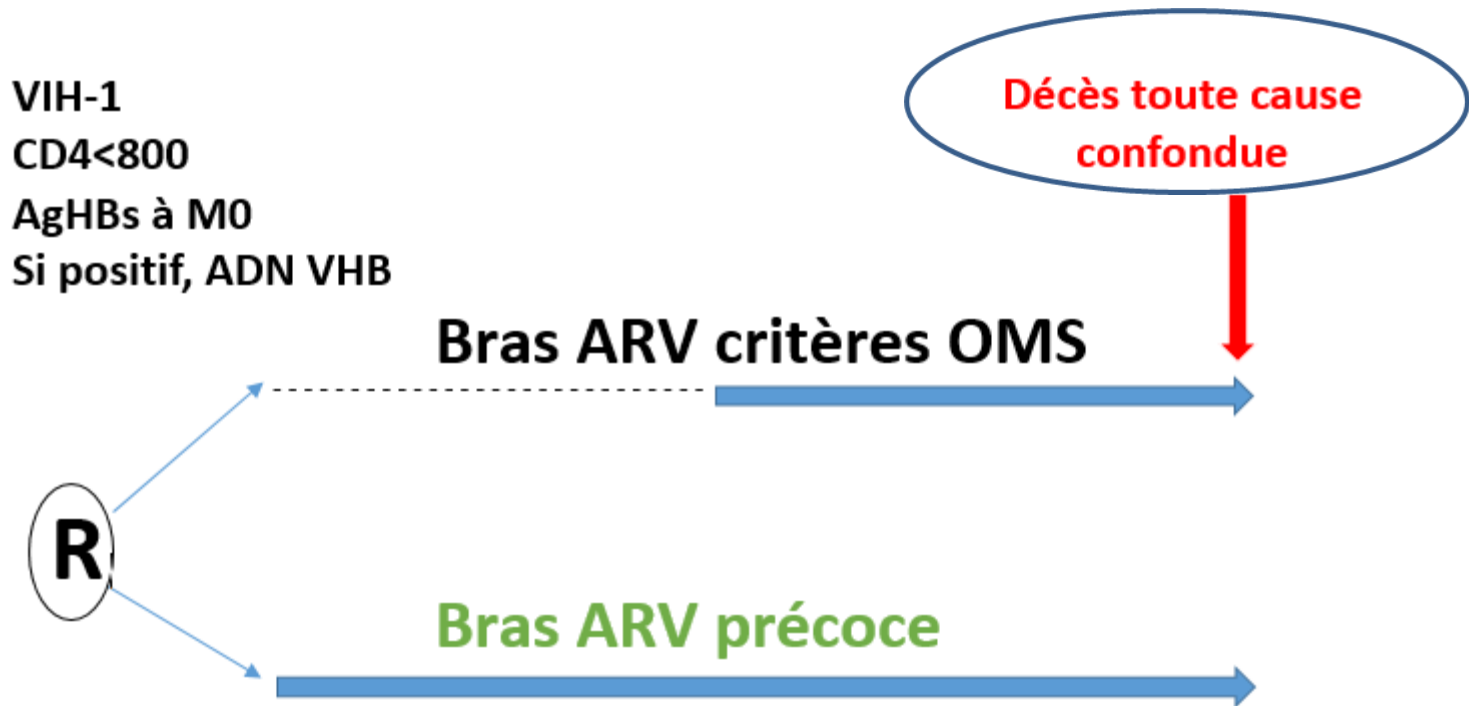 VIH-1
CD4<800
AgHBs à M0
Si positif, ADN VHB
Décès toute cause
confondue
Bras ARV critères OMS
R
Bras ARV précoce